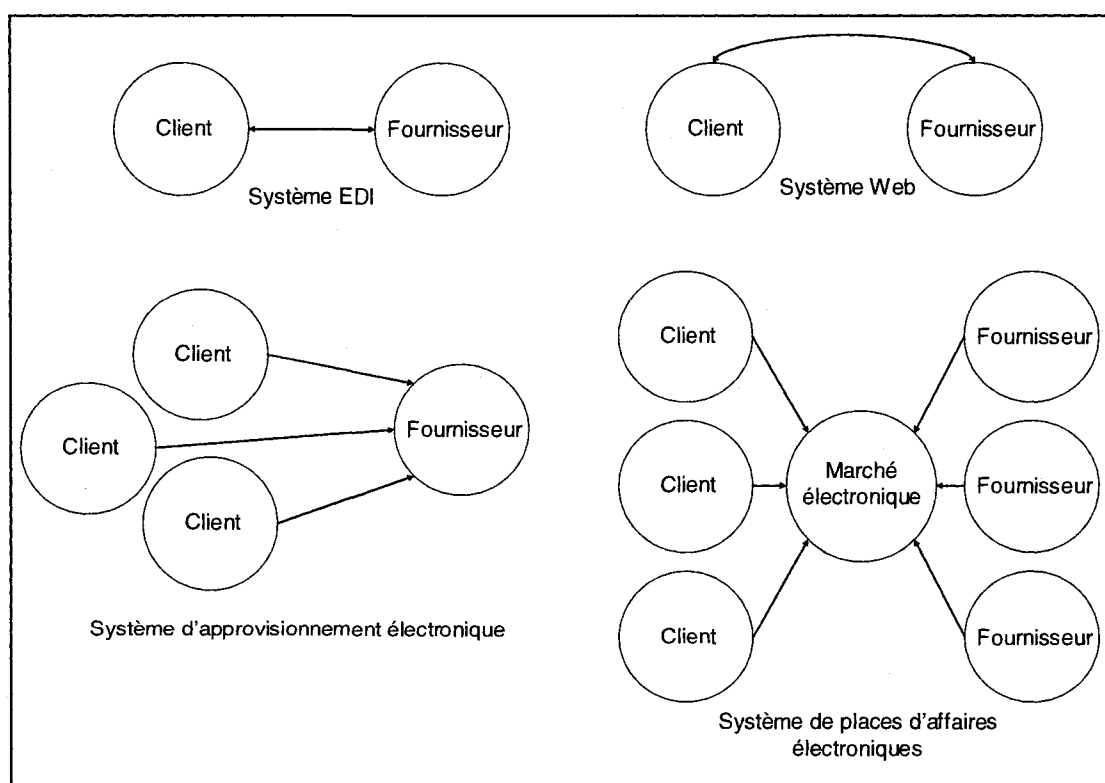 Client
Fournisseur
Système EDI
Client
Fournisseur
Système Web
Client
Client
Client
Fournisseur
Système d'approvisionnement électronique
Client
Client
Client
Marché
électronique
Fournisseur
Fournisseur
Fournisseur
Système de places d'affaires
électroniques